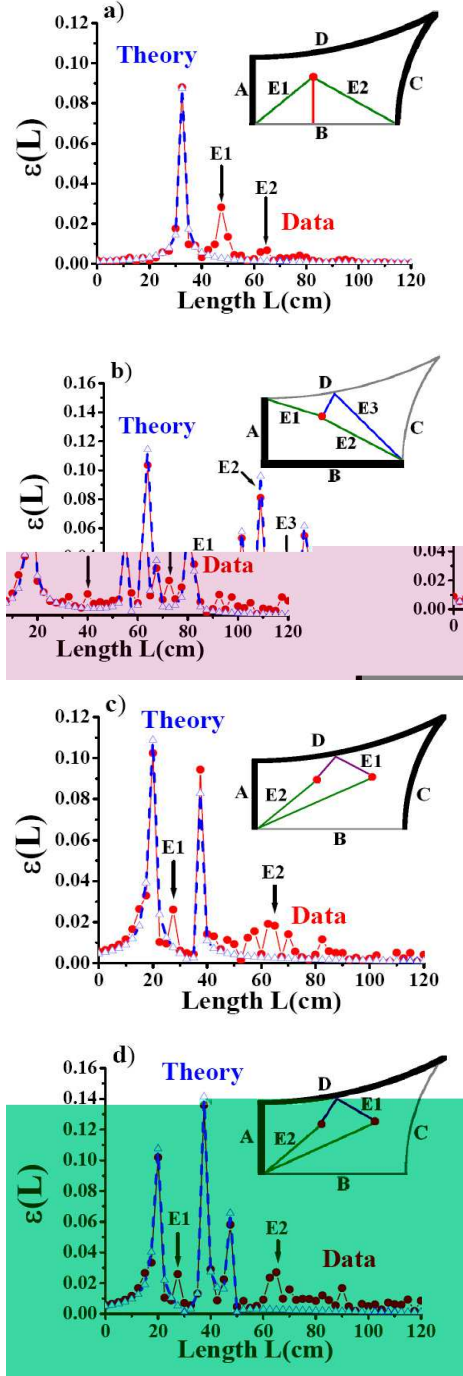 a)
Theory
D
A
E1
E2
C
B
E1
E2
Data
ε(L)
0.12
0.10
0.08
0.06
0.04
0.02
0.00
0 20 40 60 80 100 120
Length L(cm)
b)
Theory
D
E1
E3
E2
A
C
B
E2
E3
E1
Data
ε(L)
0.16
0.14
0.12
0.10
0.08
0.06
0.04
0.02
0.00
20 40 60 80 100 120
Length L(cm)
0.04
0.02
0.00
0
c)
Theory
D
A
E1
E2
C
B
E1
E2
Data
ε(L)
0.12
0.10
0.08
0.06
0.04
0.02
0.00
0 20 40 60 80 100 120
Length L(cm)
d)
Theory
D
A
E1
E2
C
B
E1
E2
Data
ε(L)
0.16
0.14
0.12
0.10
0.08
0.06
0.04
0.02
0.00
0 20 40 60 80 100 120
Length L(cm)